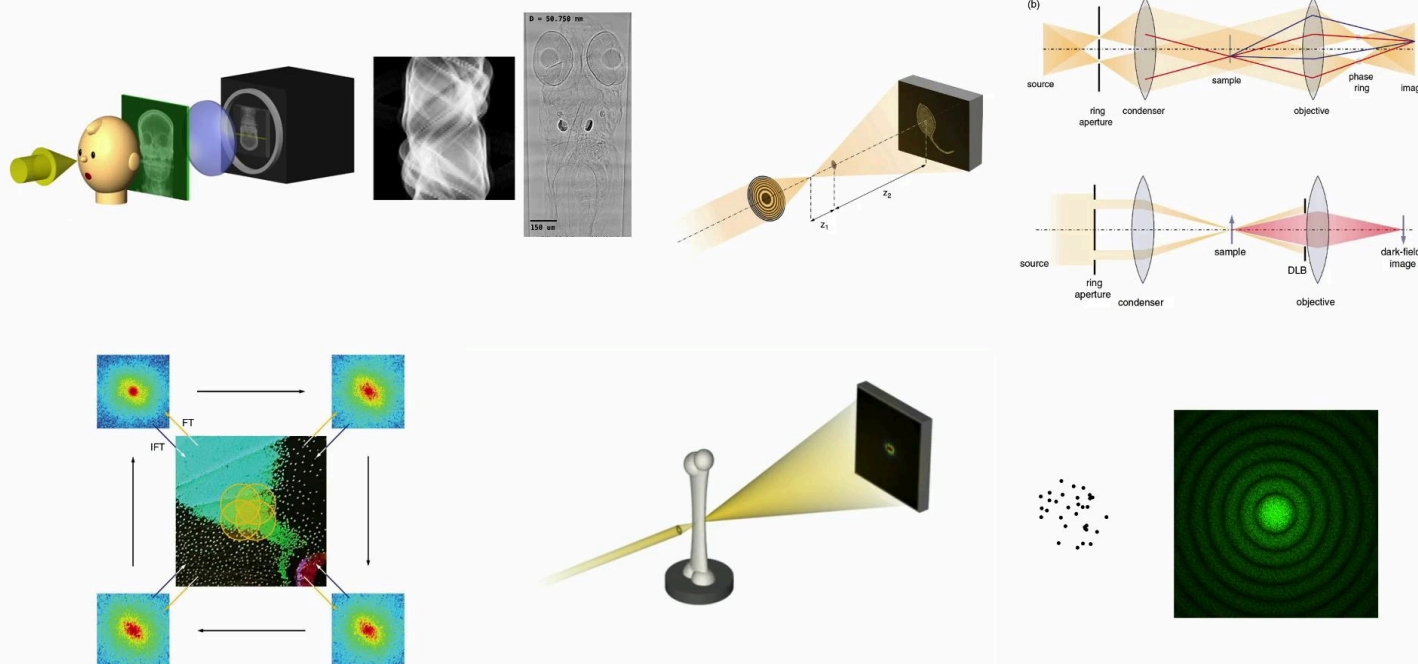 D = 50.750 nm
150 um
z1
z2
(b)
source
ring
aperture
condenser
sample
objective
phase
ring
imag
source
ring
aperture
condenser
sample
DLB
objective
dark-field
image
FT
IFT